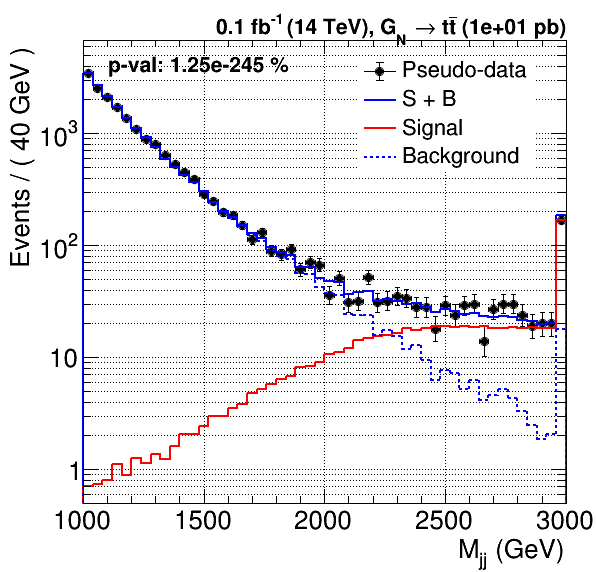 0.1 fb⁻¹ (14 TeV), G_N → tt̄ (1e+01 pb)
p-val: 1.25e-245 %
Pseudo-data
S + B
Signal
Background
Events / ( 40 GeV )
10³
10²
10
1
1000 1500 2000 2500 3000
M_jj (GeV)